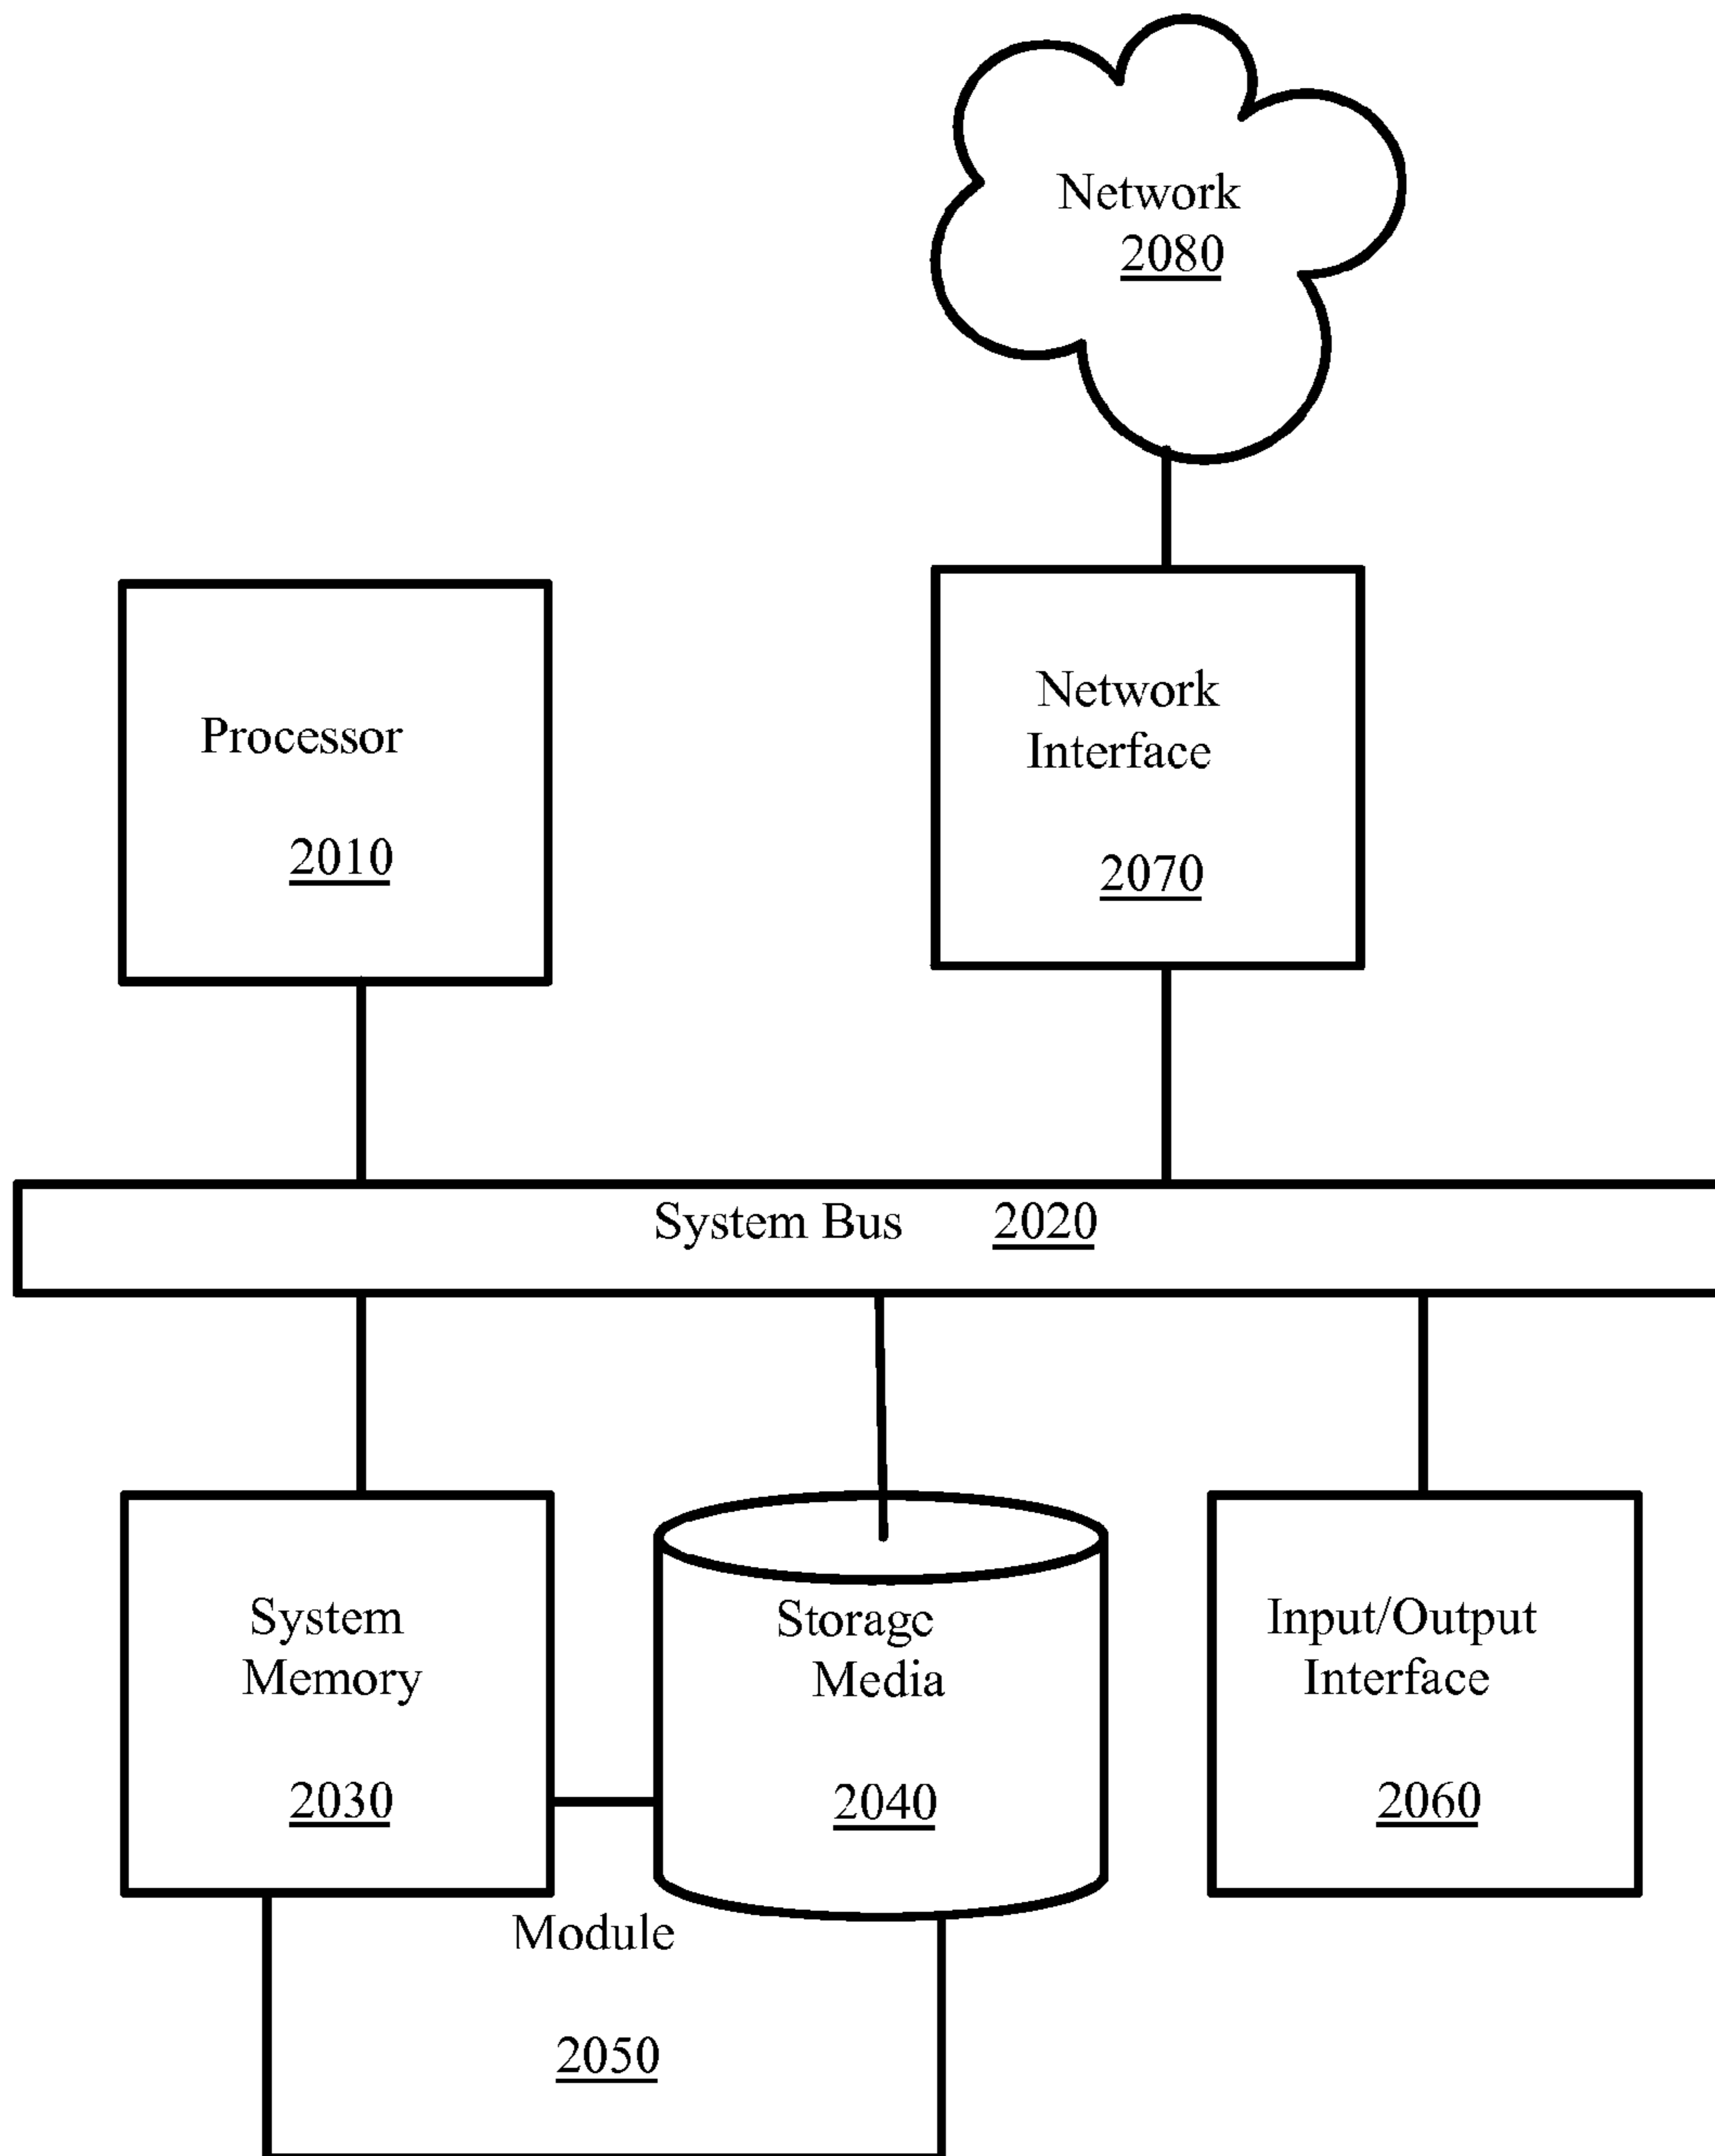 Network
2080
Network
Interface
2070
Processor
2010
System Bus 2020
System
Memory
2030
Storage
Media
2040
Input/Output
Interface
2060
Module
2050